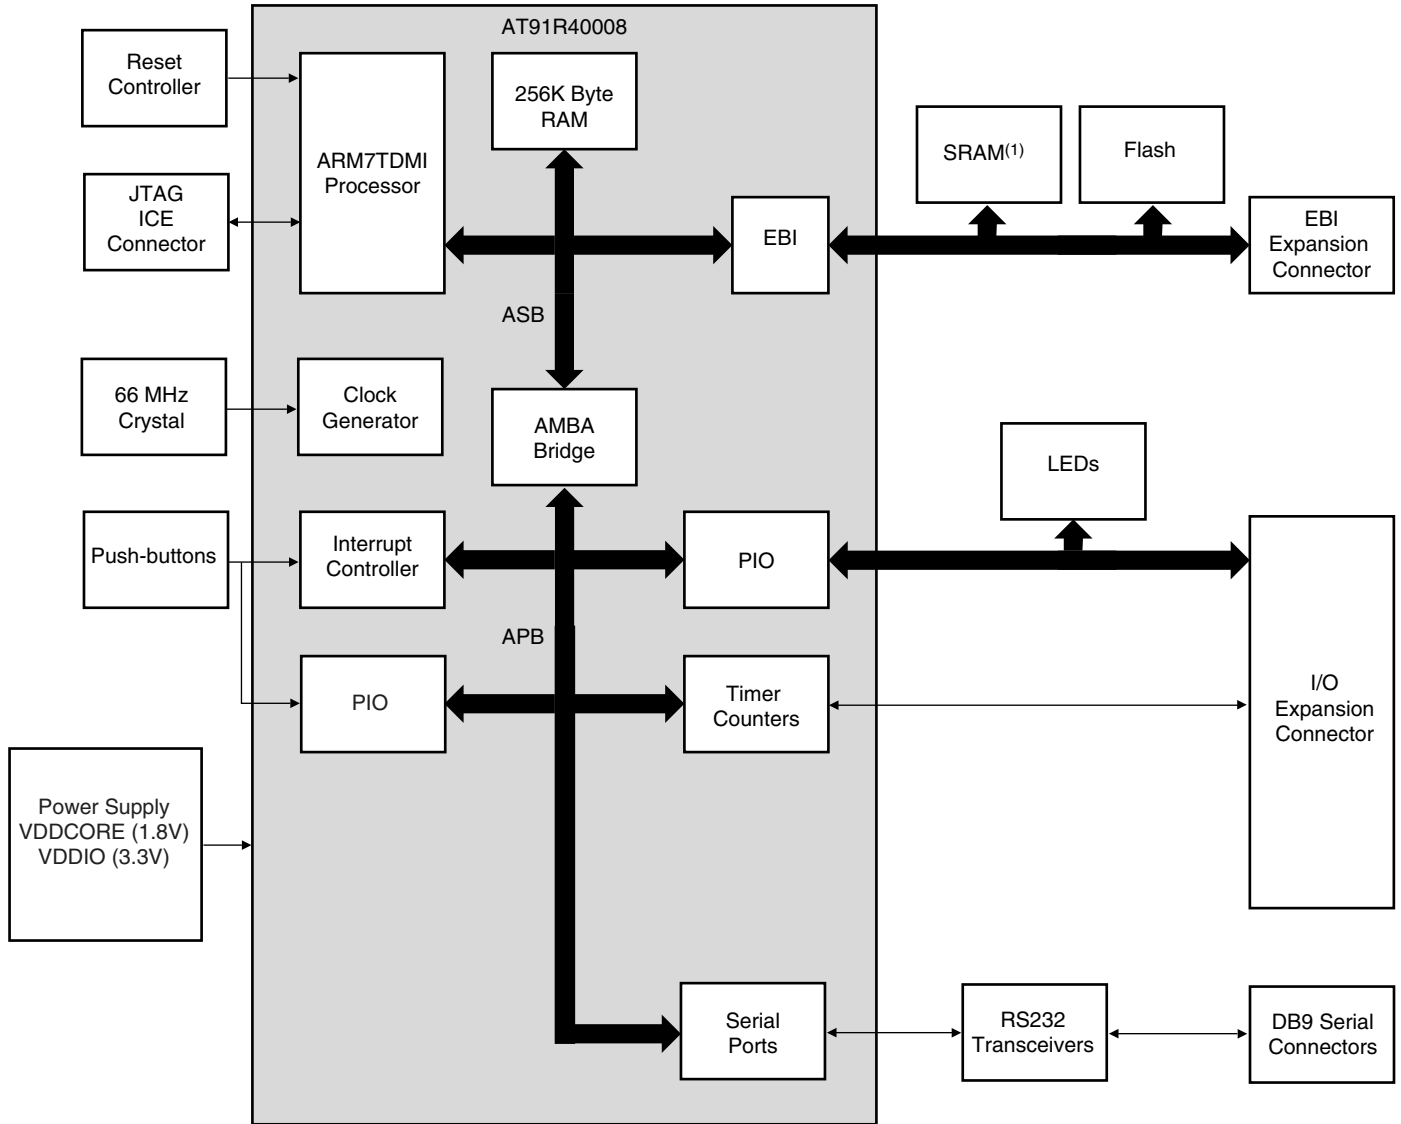 AT91R40008
Reset
Controller
256K Byte
RAM
ARM7TDMI
Processor
SRAM(1)
Flash
JTAG
ICE
Connector
EBI
EBI
Expansion
Connector
ASB
66 MHz
Crystal
Clock
Generator
AMBA
Bridge
LEDs
Push-buttons
Interrupt
Controller
PIO
APB
PIO
Timer
Counters
I/O
Expansion
Connector
Power Supply
VDDCORE (1.8V)
VDDIO (3.3V)
Serial
Ports
RS232
Transceivers
DB9 Serial
Connectors